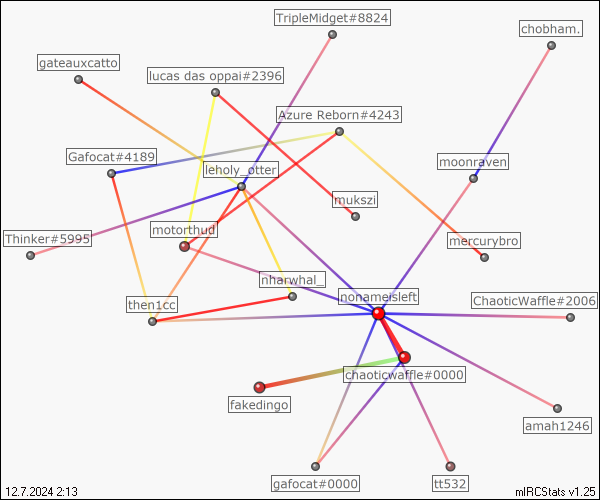 TripleMidget#8824
chobham.
gateauxcatto
lucas das oppai#2396
Azure Reborn#4243
Gafocat#4189
leholy_otter
moonraven
mukszi
Thinker#5995
motorthud
mercurybro
nharwhal_
then1cc
nonameisleft
ChaoticWaffle#2006
chaoticwaffle#0000
fakedingo
amah1246
gafocat#0000
tt532
12.7.2024 2:13
mIRCStats v1.25